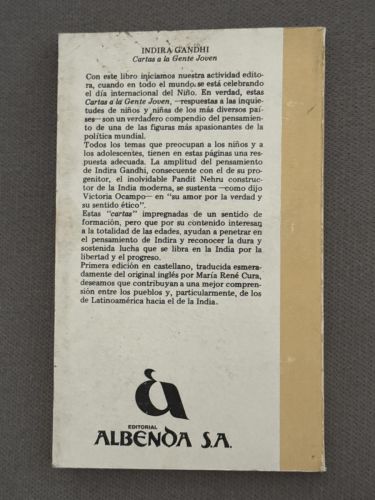 INDIRA GANDHI
Cartas a la Gente Joven
Con este libro iniciamos nuestra actividad edito-
ra, cuando en todo el mundo se está celebrando
el día internacional del Niño. En verdad, estas
Cartas a la Gente Joven, —respuestas a las inquie-
tudes de niños y niñas de los más diversos paí-
ses— son un verdadero compendio del pensamien-
to de una de las figuras más apasionantes de la
política mundial.
Todos los temas que preocupan a los niños y a
los adolescentes, tienen en estas páginas una res-
puesta adecuada. La amplitud del pensamiento
de Indira Gandhi, consecuente con el de su pro-
genitor, el inolvidable Pandit Nehru construc-
tor de la India moderna, se sustenta —como dijo
Victoria Ocampo— en “su amor por la verdad y
su sentido ético”.
Estas “cartas” impregnadas de un sentido de
formación, pero que por su contenido interesan
a la totalidad de las edades, ayudan a penetrar en
el pensamiento de Indira y reconocer la dura y
sostenida lucha que se libra en la India por la
libertad y el progreso.
Primera edición en castellano, traducida esmera-
damente del original inglés por María René Cura,
deseamos que contribuyan a una mejor compren-
sión entre los pueblos y, particularmente, de los
de Latinoamérica hacia el de la India.
EDITORIAL
ALBENDA S.A.